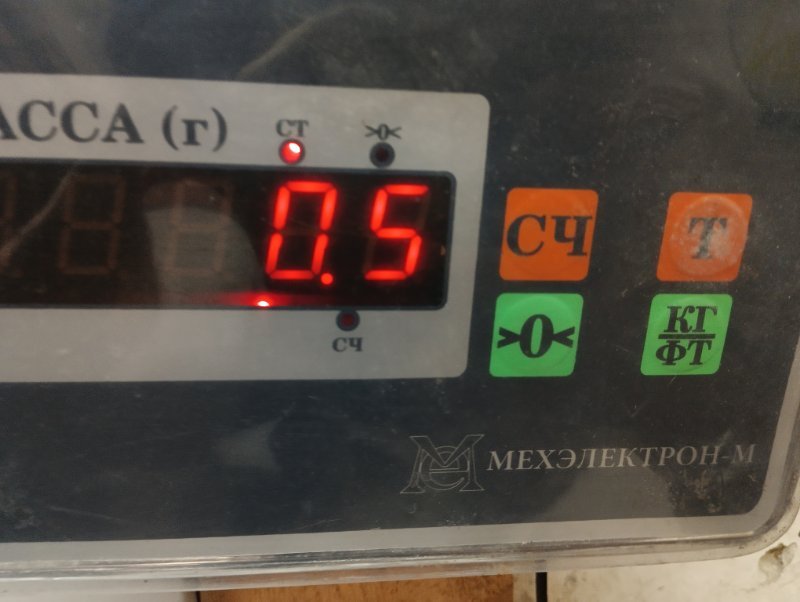 АССА (г)
СТ
>0<
0.5
СЧ
Т
>0<
КГ
ФТ
СЧ
МЕХЭЛЕКТРОН-М